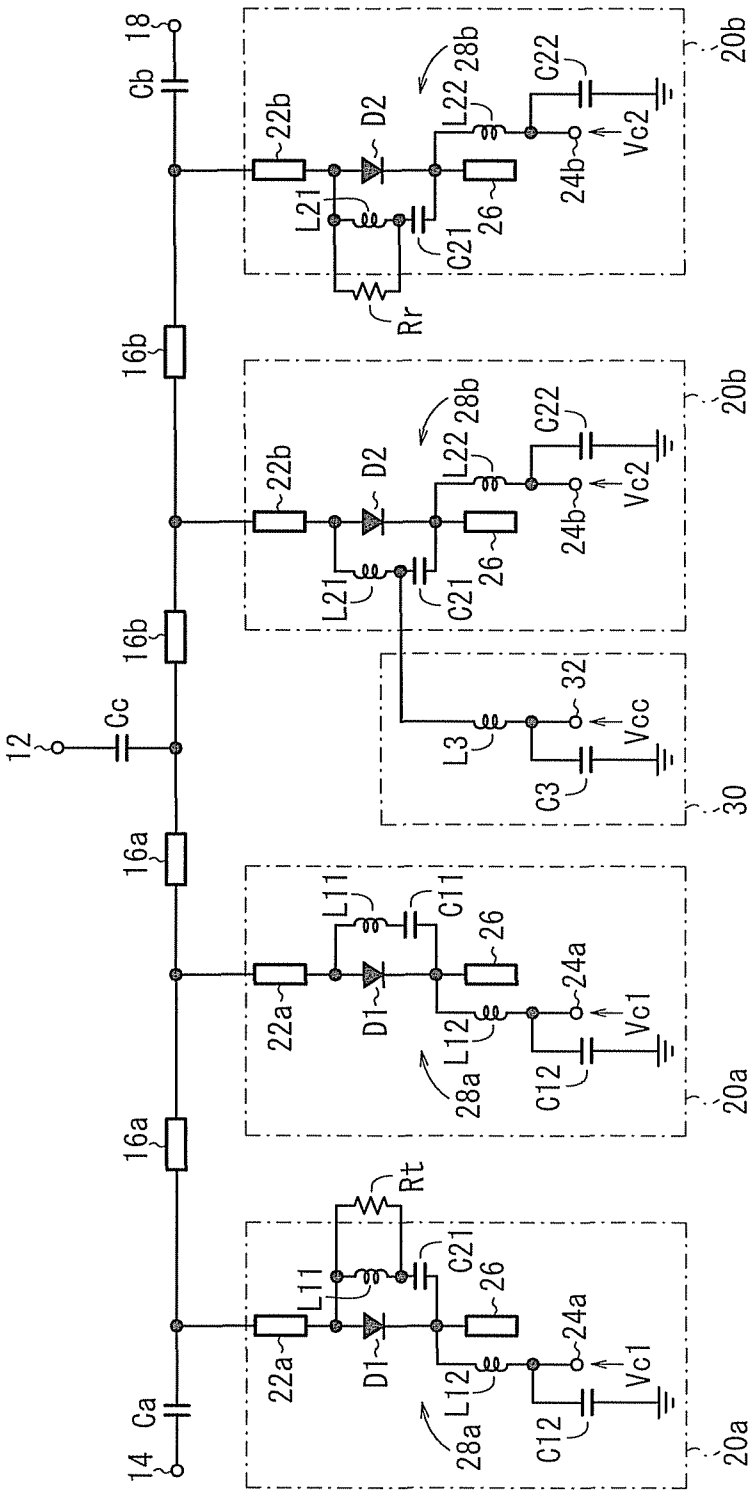 12
Cc
14
Ca
16a
16a
16b
16b
Cb
18
22a
L11
Rt
D1
C21
28a
L12
26
C12
24a
Vc1
20a
22a
L11
D1
C11
28a
L12
26
C12
24a
Vc1
20a
L3
C3
32
Vcc
30
22b
L21
D2
C21
28b
L22
26
C22
24b
Vc2
20b
22b
L21
D2
Rr
C21
28b
L22
26
C22
24b
Vc2
20b